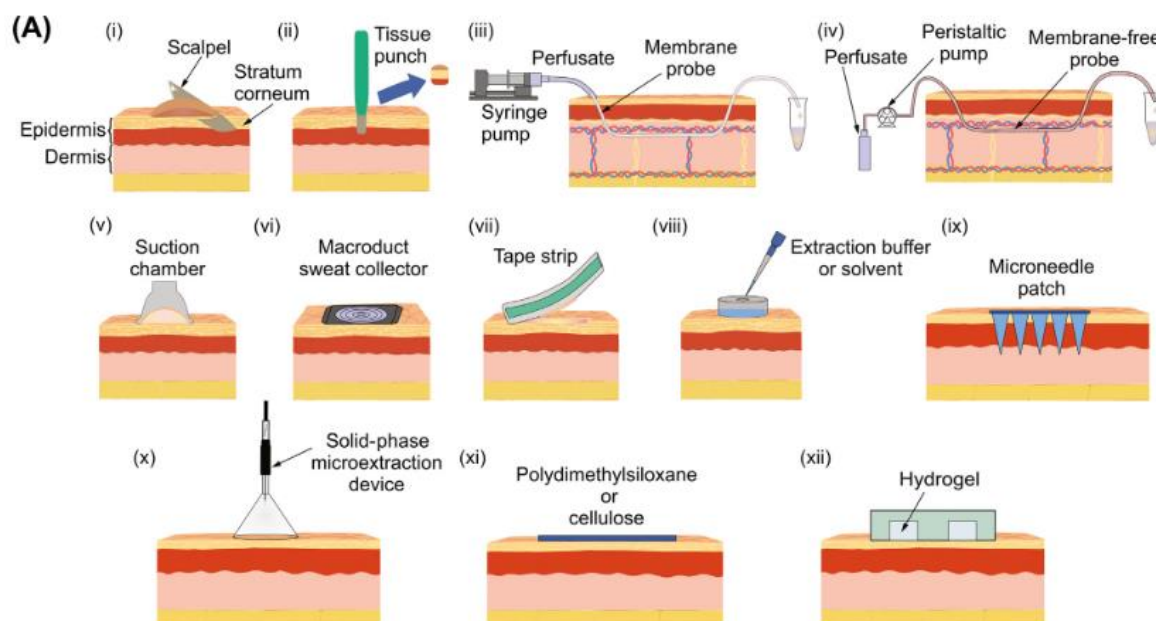 (A)
(i)
Scalpel
Stratum
corneum
Epidermis
Dermis
(ii)
Tissue
punch
(iii)
Perfusate
Membrane
probe
Syringe
pump
(iv)
Peristaltic
pump
Perfusate
Membrane-free
probe
(v)
Suction
chamber
(vi)
Macroduct
sweat collector
(vii)
Tape strip
(viii)
Extraction buffer
or solvent
(ix)
Microneedle
patch
(x)
Solid-phase
microextraction
device
(xi)
Polydimethylsiloxane
or
cellulose
(xii)
Hydrogel